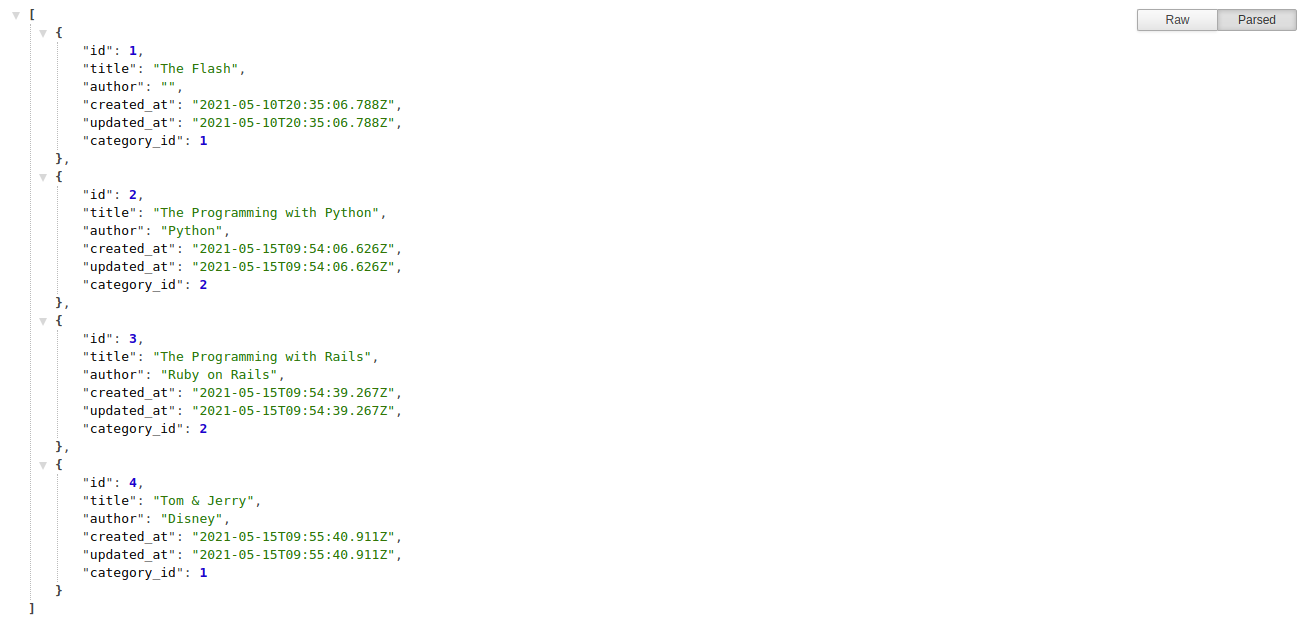 [
{
"id": 1,
"title": "The Flash",
"author": "",
"created_at": "2021-05-10T20:35:06.788Z",
"updated_at": "2021-05-10T20:35:06.788Z",
"category_id": 1
},
{
"id": 2,
"title": "The Programming with Python",
"author": "Python",
"created_at": "2021-05-15T09:54:06.626Z",
"updated_at": "2021-05-15T09:54:06.626Z",
"category_id": 2
},
{
"id": 3,
"title": "The Programming with Rails",
"author": "Ruby on Rails",
"created_at": "2021-05-15T09:54:39.267Z",
"updated_at": "2021-05-15T09:54:39.267Z",
"category_id": 2
},
{
"id": 4,
"title": "Tom & Jerry",
"author": "Disney",
"created_at": "2021-05-15T09:55:40.911Z",
"updated_at": "2021-05-15T09:55:40.911Z",
"category_id": 1
}
]
Raw Parsed